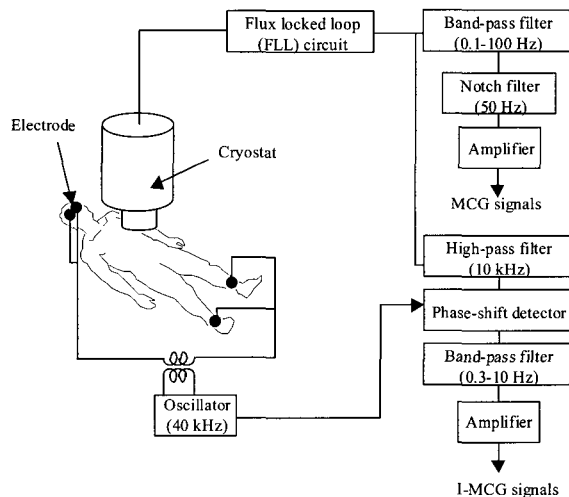 Flux locked loop
(FLL) circuit
Band-pass filter
(0.1-100 Hz)
Notch filter
(50 Hz)
Amplifier
MCG signals
Electrode
Cryostat
High-pass filter
(10 kHz)
Phase-shift detector
Band-pass filter
(0.3-10 Hz)
Oscillator
(40 kHz)
Amplifier
I-MCG signals